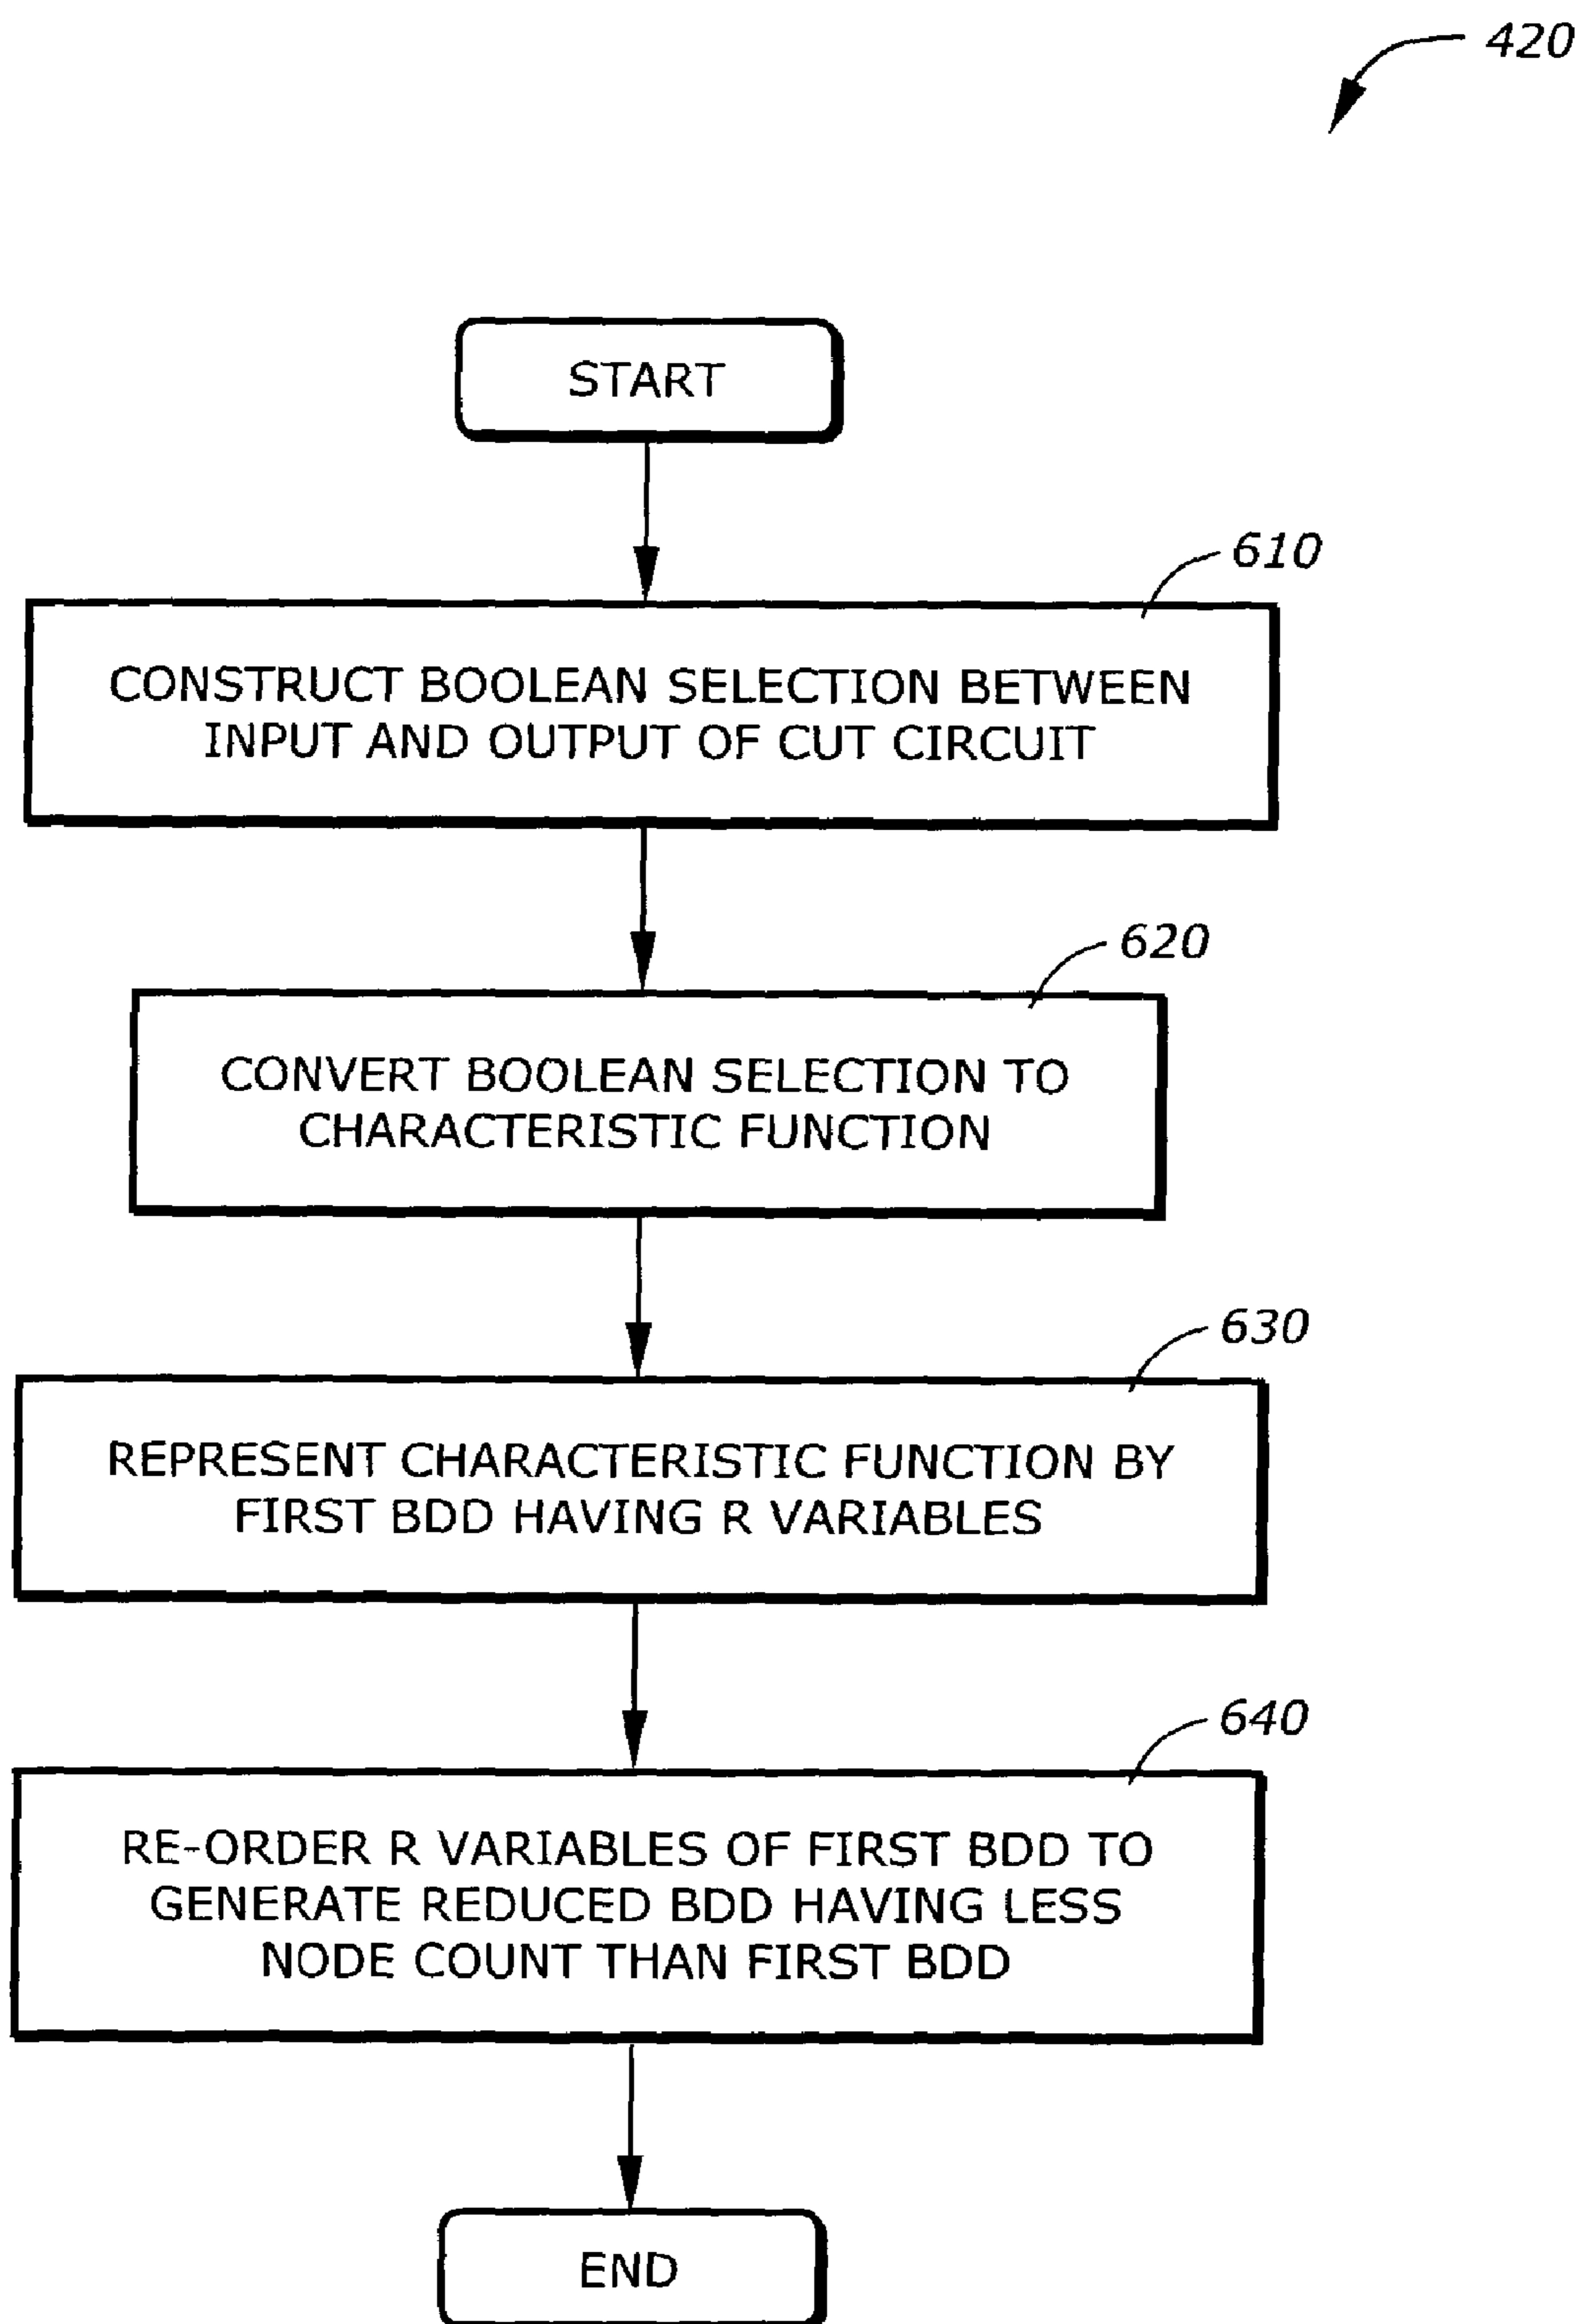 420
START
610
CONSTRUCT BOOLEAN SELECTION BETWEEN
INPUT AND OUTPUT OF CUT CIRCUIT
620
CONVERT BOOLEAN SELECTION TO
CHARACTERISTIC FUNCTION
630
REPRESENT CHARACTERISTIC FUNCTION BY
FIRST BDD HAVING R VARIABLES
640
RE-ORDER R VARIABLES OF FIRST BDD TO
GENERATE REDUCED BDD HAVING LESS
NODE COUNT THAN FIRST BDD
END